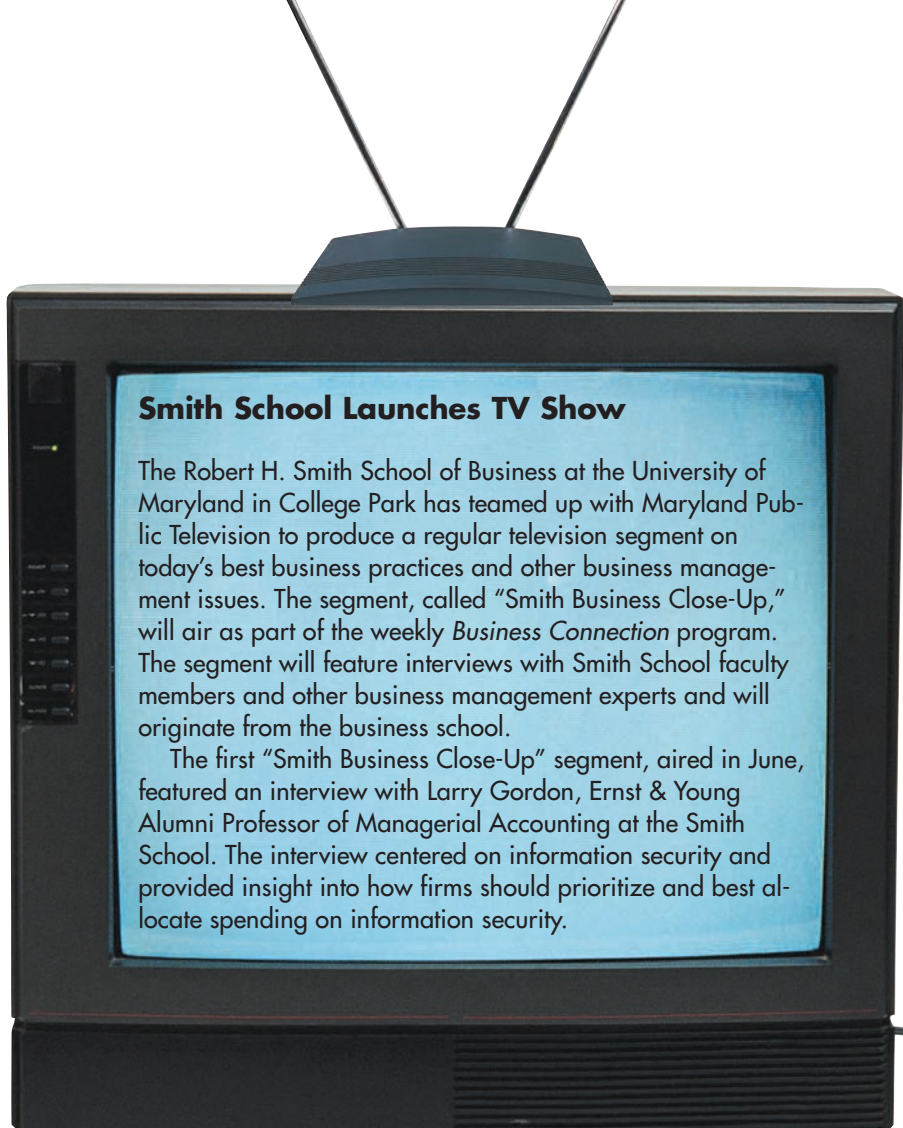 Smith School Launches TV Show
The Robert H. Smith School of Business at the University of
Maryland in College Park has teamed up with Maryland Pub-
lic Television to produce a regular television segment on
today's best business practices and other business manage-
ment issues. The segment, called “Smith Business Close-Up,”
will air as part of the weekly Business Connection program.
The segment will feature interviews with Smith School faculty
members and other business management experts and will
originate from the business school.
The first “Smith Business Close-Up” segment, aired in June,
featured an interview with Larry Gordon, Ernst & Young
Alumni Professor of Managerial Accounting at the Smith
School. The interview centered on information security and
provided insight into how firms should prioritize and best al-
locate spending on information security.